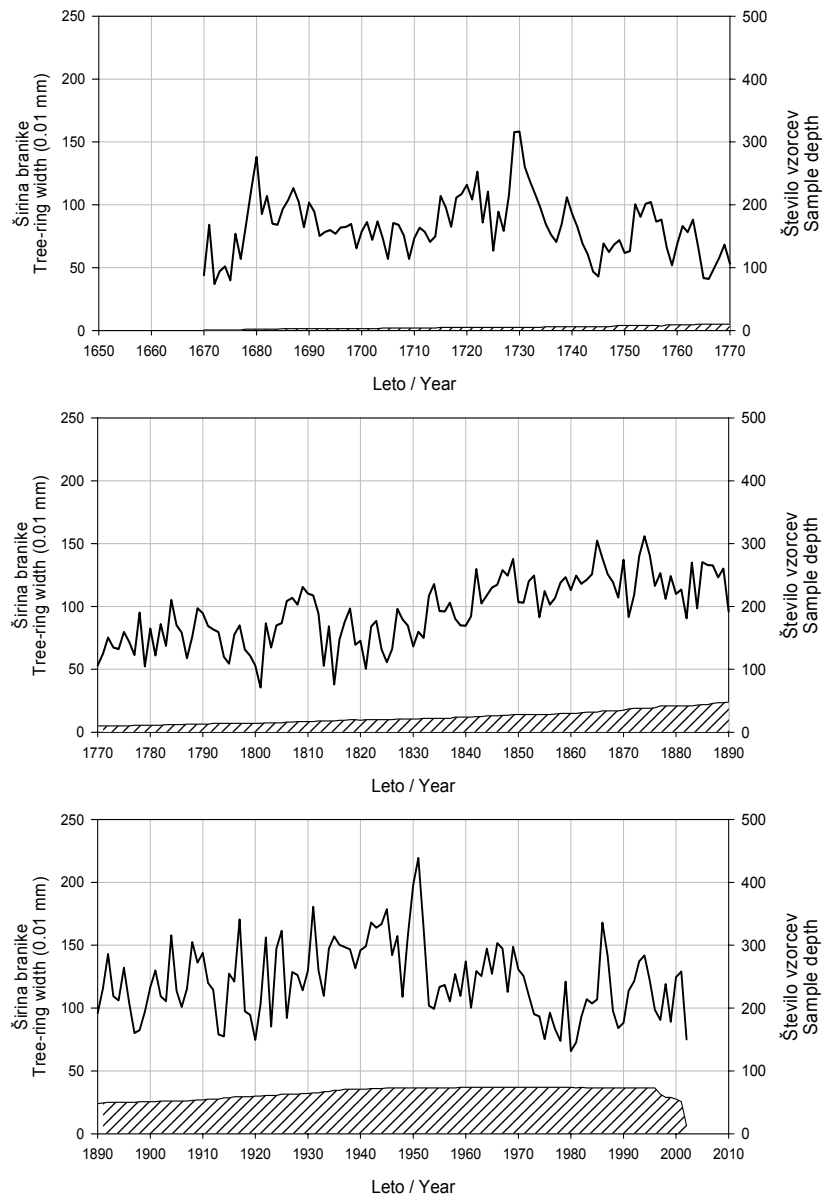 250
200
150
100
50
0
Širina branike
Tree-ring width (0.01 mm)
500
400
300
200
100
0
Število vzorcev
Sample depth
1650 1660 1670 1680 1690 1700 1710 1720 1730 1740 1750 1760 1770
Leto / Year
250
200
150
100
50
0
Širina branike
Tree-ring width (0.01 mm)
500
400
300
200
100
0
Število vzorcev
Sample depth
1770 1780 1790 1800 1810 1820 1830 1840 1850 1860 1870 1880 1890
Leto / Year
250
200
150
100
50
0
Širina branike
Tree-ring width (0.01 mm)
500
400
300
200
100
0
Število vzorcev
Sample depth
1890 1900 1910 1920 1930 1940 1950 1960 1970 1980 1990 2000 2010
Leto / Year